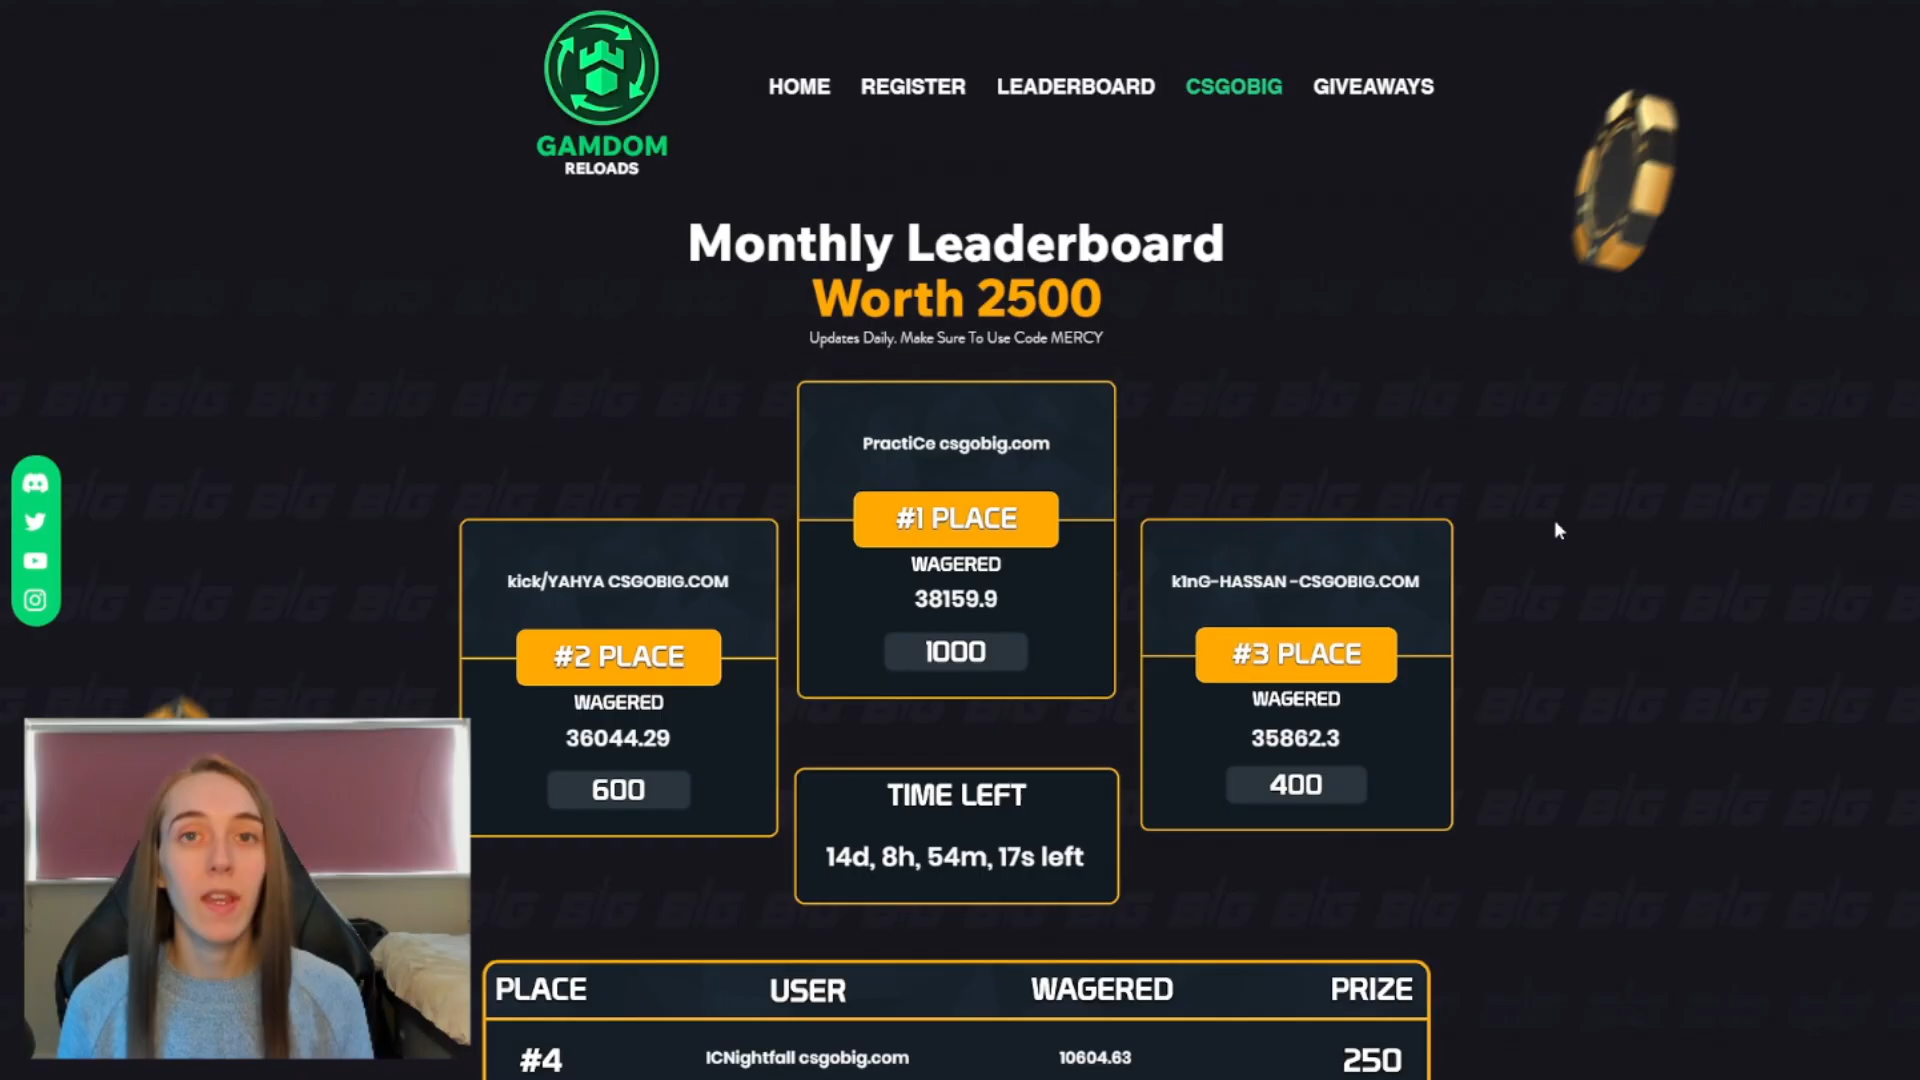 GAMDOM
RELOADS
HOME REGISTER LEADERBOARD CSGOBIG GIVEAWAYS
Monthly Leaderboard
Worth 2500
Updates Daily. Make Sure To Use Code MERCY
PractiCe csgobig.com
#1 PLACE
WAGERED
38159.9
1000
kick/YAHYA CSGOBIG.COM
#2 PLACE
WAGERED
36044.29
600
k1nG-HASSAN -CSGOBIG.COM
#3 PLACE
WAGERED
35862.3
400
TIME LEFT
14d, 8h, 54m, 17s left
PLACE USER WAGERED PRIZE
#4 ICNightfall csgobig.com 10604.63 250